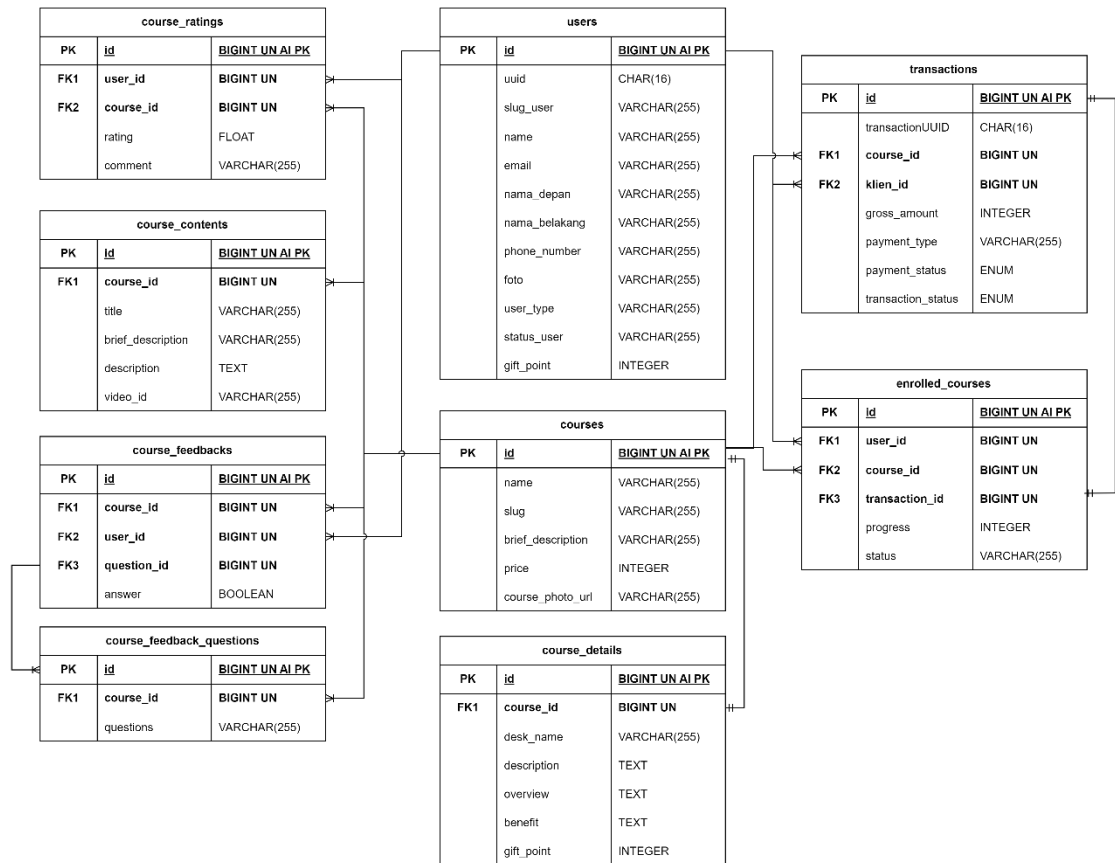 course_ratings
PK id BIGINT UN AI PK
FK1 user_id BIGINT UN
FK2 course_id BIGINT UN
rating FLOAT
comment VARCHAR(255)
course_contents
PK Id BIGINT UN AI PK
FK1 course_id BIGINT UN
title VARCHAR(255)
brief_description VARCHAR(255)
description TEXT
video_id VARCHAR(255)
course_feedbacks
PK id BIGINT UN AI PK
FK1 course_id BIGINT UN
FK2 user_id BIGINT UN
FK3 question_id BIGINT UN
answer BOOLEAN
course_feedback_questions
PK id BIGINT UN AI PK
FK1 course_id BIGINT UN
questions VARCHAR(255)
users
PK id BIGINT UN AI PK
uuid CHAR(16)
slug_user VARCHAR(255)
name VARCHAR(255)
email VARCHAR(255)
nama_depan VARCHAR(255)
nama_belakang VARCHAR(255)
phone_number VARCHAR(255)
foto VARCHAR(255)
user_type VARCHAR(255)
status_user VARCHAR(255)
gift_point INTEGER
courses
PK id BIGINT UN AI PK
name VARCHAR(255)
slug VARCHAR(255)
brief_description VARCHAR(255)
price INTEGER
course_photo_url VARCHAR(255)
course_details
PK id BIGINT UN AI PK
FK1 course_id BIGINT UN
desk_name VARCHAR(255)
description TEXT
overview TEXT
benefit TEXT
gift_point INTEGER
transactions
PK id BIGINT UN AI PK
transactionUUID CHAR(16)
FK1 course_id BIGINT UN
FK2 klien_id BIGINT UN
gross_amount INTEGER
payment_type VARCHAR(255)
payment_status ENUM
transaction_status ENUM
enrolled_courses
PK id BIGINT UN AI PK
FK1 user_id BIGINT UN
FK2 course_id BIGINT UN
FK3 transaction_id BIGINT UN
progress INTEGER
status VARCHAR(255)